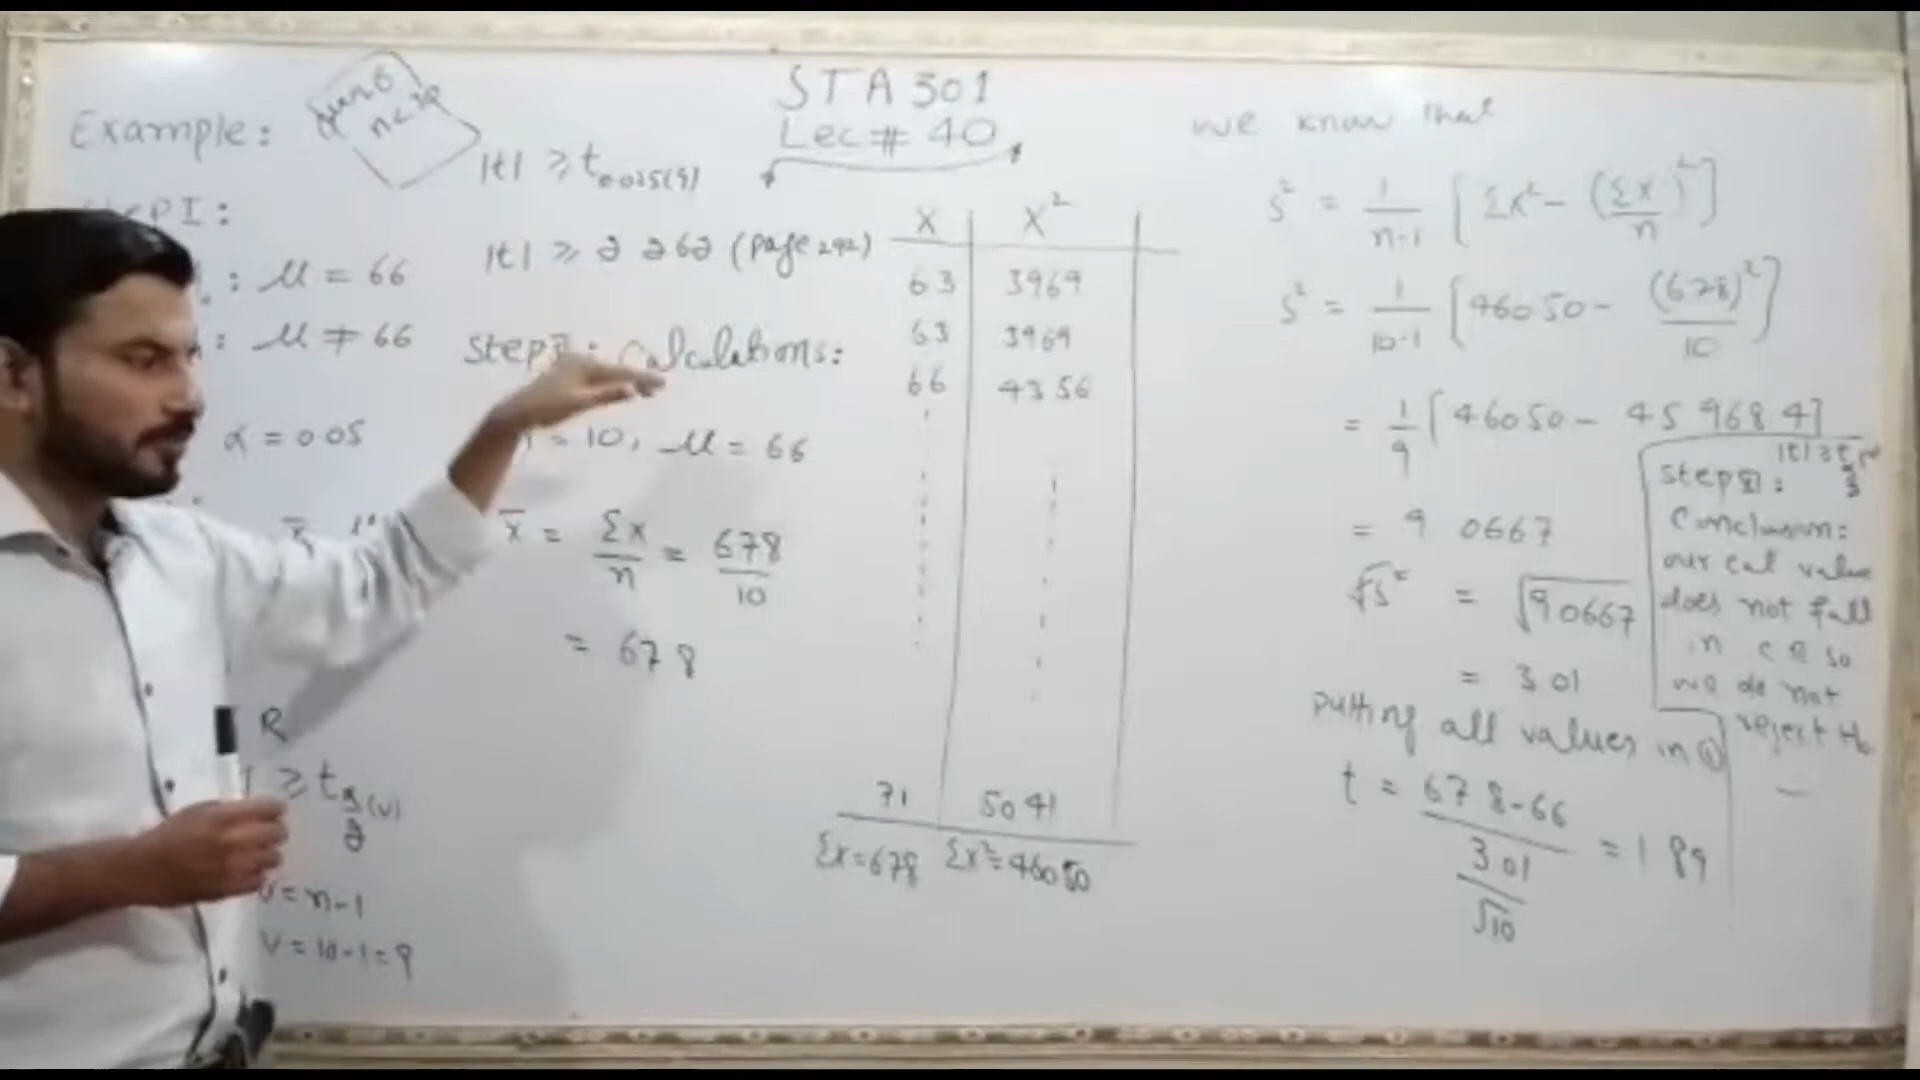 STA 301
Lec # 40
Example:
n<30
: μ = 66
: μ ≠ 66
α = 0.05
R
≥ t
(v)
v = n-1
v = 10-1 = 9
|t| ≥ t0.025(9)
|t| ≥ 2.262 (page 292)
Step : Calculations:
= 10, μ = 66
x̄ = Σx/n = 678/10
= 67.8
X X²
63 3969
63 3969
66 4356
71 5041
Σx=678 Σx²=46050
we know that
s² = 1/n-1 [Σx² - (Σx/n)²]
s² = 1/10-1 [46050 - (678)²/10]
= 1/9 [46050 - 45968.4]
= 9.0667
√s² = √9.0667
= 3.01
putting all values in ①
t = 67.8-66 / 3.01/√10 = 1.89
Step :
Conclusion:
our cal value
does not fall
in C.R so
we do not
reject H₀